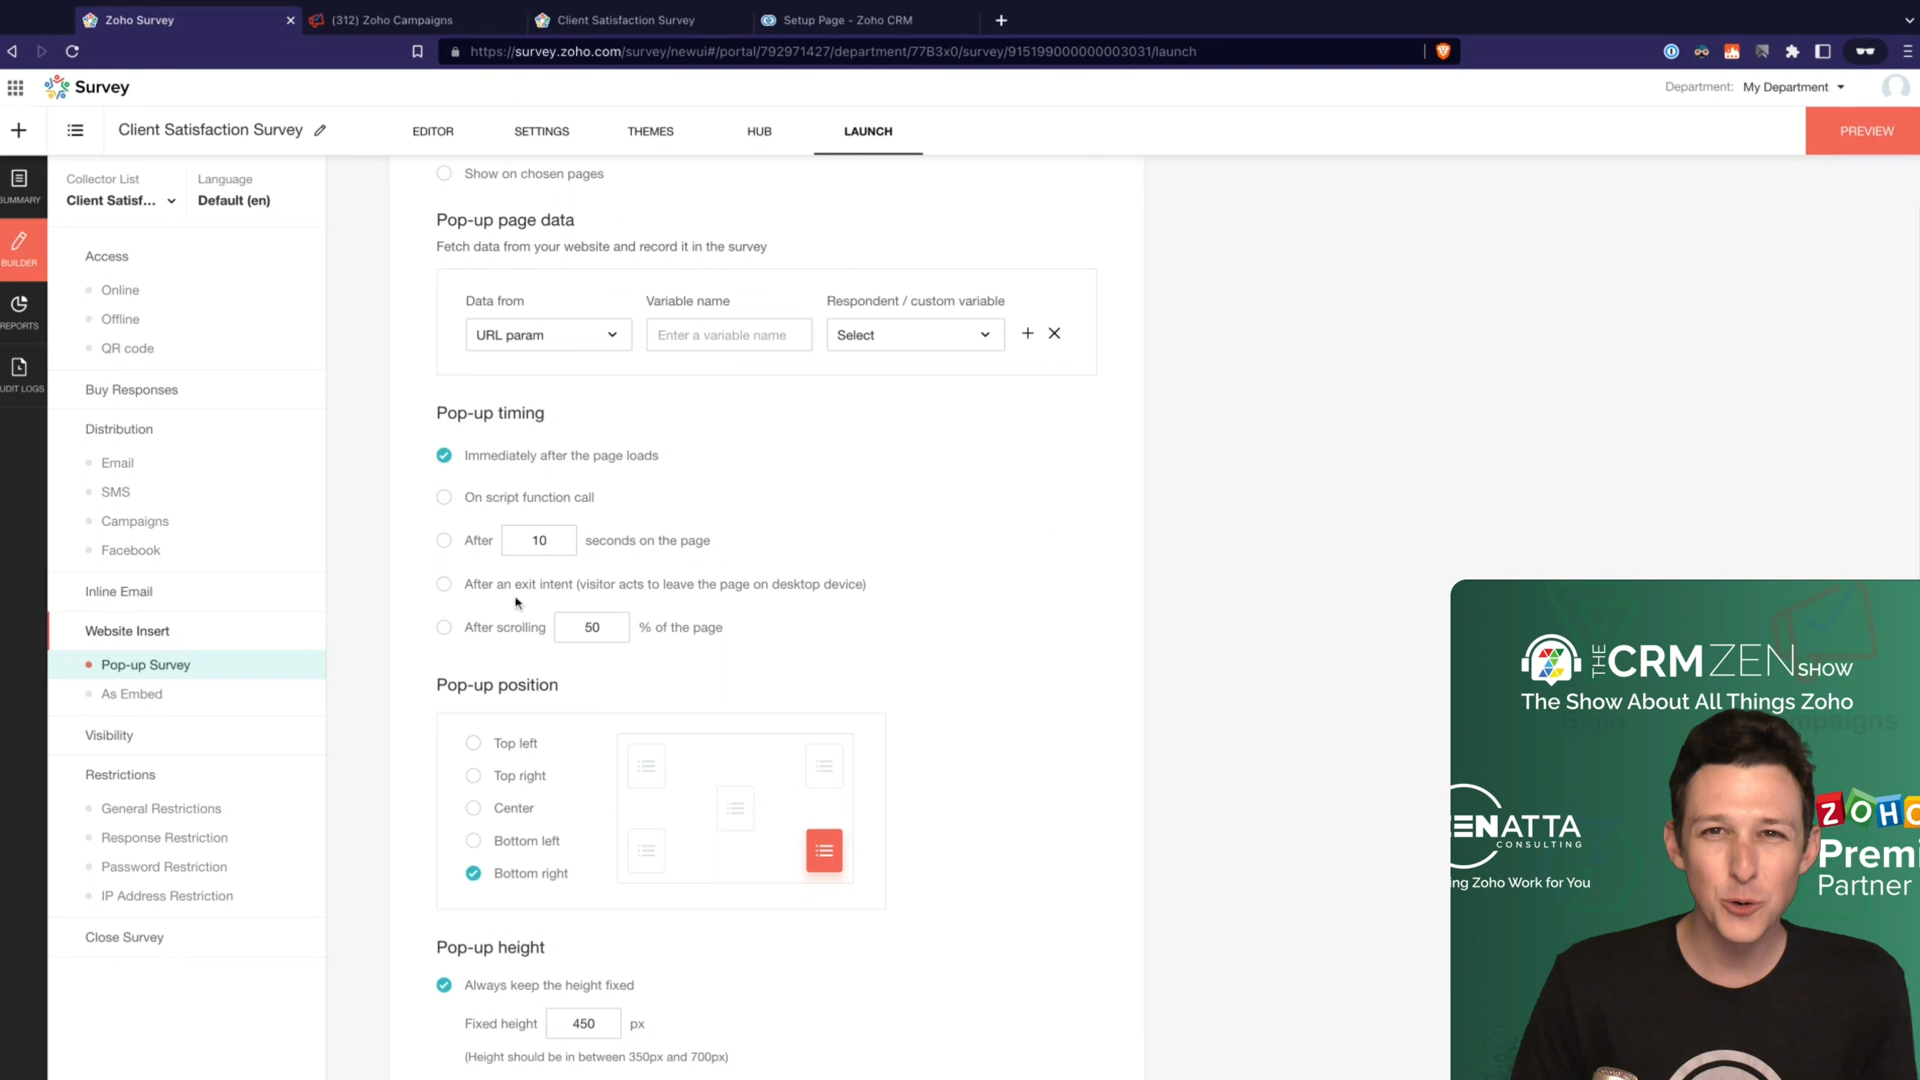 Zoho Survey
(312) Zoho Campaigns
Client Satisfaction Survey
Setup Page - Zoho CRM
https://survey.zoho.com/survey/newui#/portal/792971427/department/77B3x0/survey/915199000000003031/launch
Survey
Department: My Department
Client Satisfaction Survey
EDITOR
SETTINGS
THEMES
HUB
LAUNCH
PREVIEW
SUMMARY
BUILDER
REPORTS
UDIT LOGS
Collector List
Client Satisf...
Language
Default (en)
Access
Online
Offline
QR code
Buy Responses
Distribution
Email
SMS
Campaigns
Facebook
Inline Email
Website Insert
Pop-up Survey
As Embed
Visibility
Restrictions
General Restrictions
Response Restriction
Password Restriction
IP Address Restriction
Close Survey
Show on chosen pages
Pop-up page data
Fetch data from your website and record it in the survey
Data from
Variable name
Respondent / custom variable
URL param
Enter a variable name
Select
Pop-up timing
Immediately after the page loads
On script function call
After 10 seconds on the page
After an exit intent (visitor acts to leave the page on desktop device)
After scrolling 50 % of the page
Pop-up position
Top left
Top right
Center
Bottom left
Bottom right
Pop-up height
Always keep the height fixed
Fixed height 450 px
(Height should be in between 350px and 700px)
THE CRMZEN SHOW
The Show About All Things Zoho
Bigin
mpaigns
ENATTA
CONSULTING
ng Zoho Work for You
ZOHO
Premi
Partner